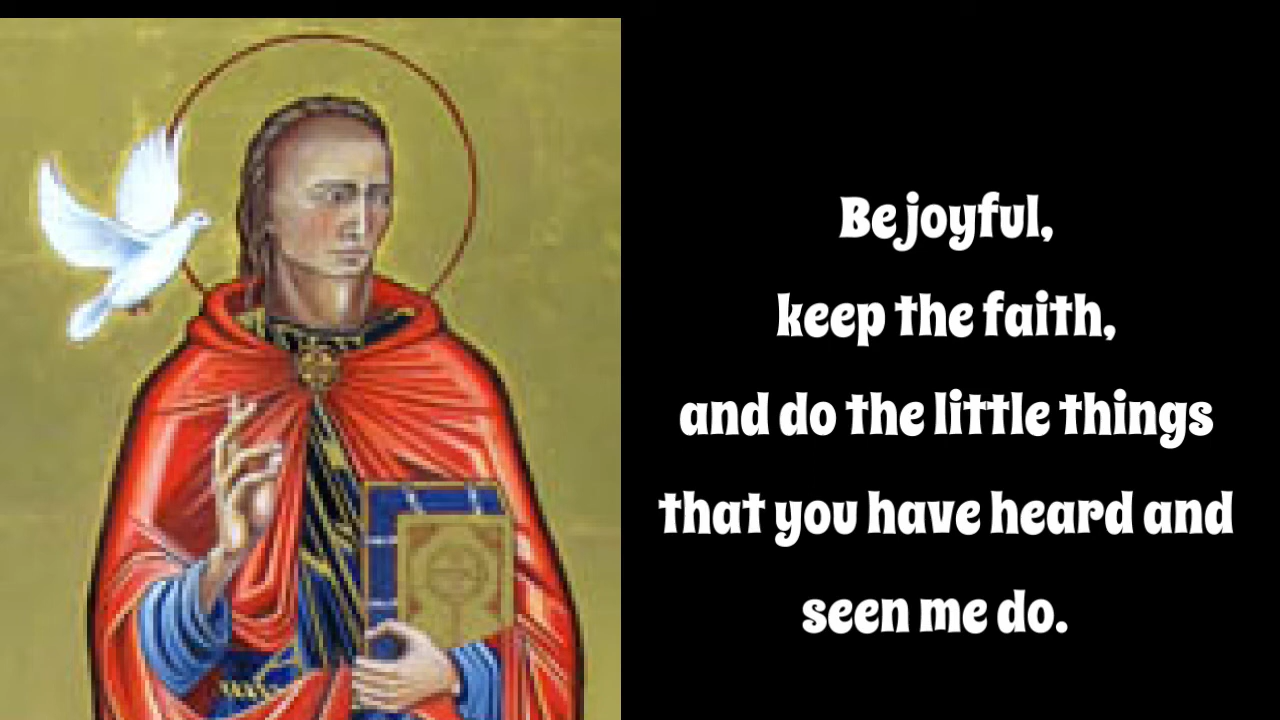 Be joyful,
keep the faith,
and do the little things
that you have heard and
seen me do.